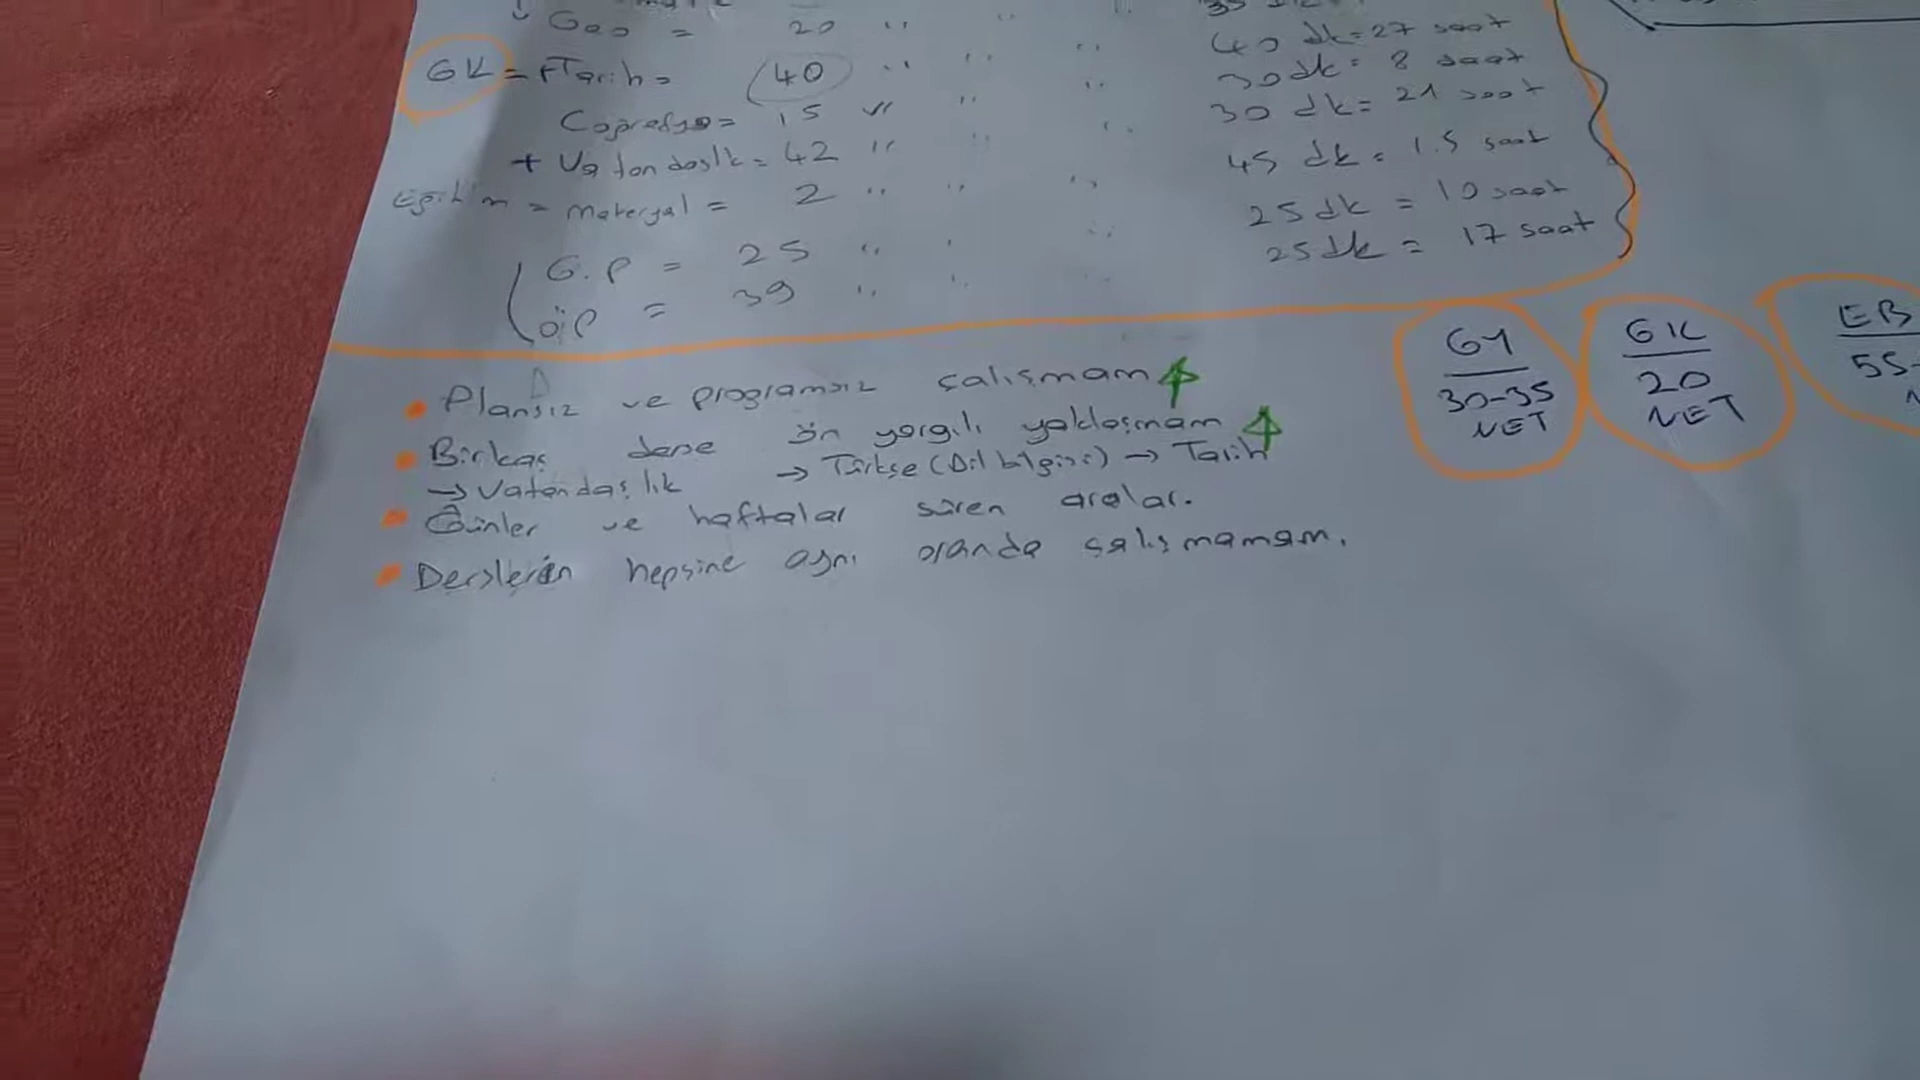 Geo = 20 " " "
GK = Tarih = 40 " " " 40 dk = 27 saat
Coğrafya = 15 " " " 30 dk = 8 saat
+ Vatandaşlık = 42 " " " 30 dk = 21 saat
Eğitim = Materyal = 2 " " " 45 dk = 1.5 saat
G.P = 25 " " " 25 dk = 10 saat
ÖP = 39 " " " 25 dk = 17 saat
GY
30-35
NET
GK
20
NET
EB
55-
• Plansız ve programsız çalışmam
• Birkaç derse ön yargılı yaklaşmam
→ Vatandaşlık → Türkçe (Dil bilgisi) → Tarih
• Günler ve haftalar süren aralar.
• Derslerin hepsine aynı oranda çalışmamam.